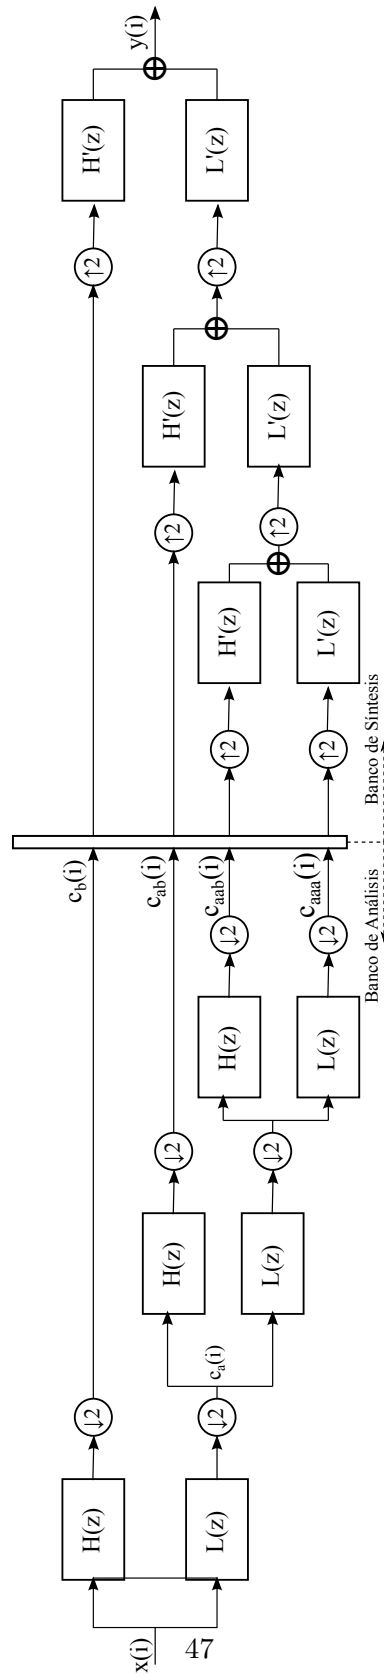 x(i)
H(z)
L(z)
↓2
↓2
c_a(i)
H(z)
L(z)
↓2
↓2
H(z)
L(z)
↓2
↓2
c_b(i)
c_ab(i)
c_aab(i)
c_aaa(i)
Banco de Análisis
Banco de Síntesis
↑2
↑2
H'(z)
L'(z)
↑2
↑2
H'(z)
L'(z)
↑2
↑2
H'(z)
L'(z)
y(i)
47